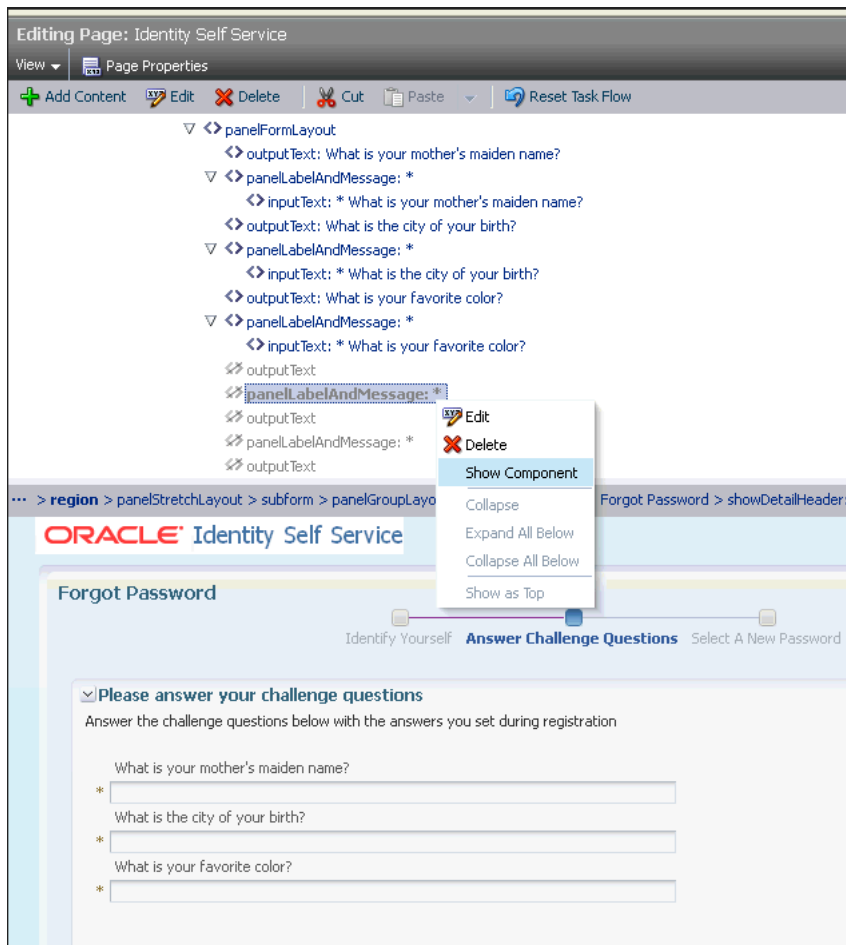 Editing Page: Identity Self Service
View Page Properties
Add Content Edit Delete Cut Paste Reset Task Flow
panelFormLayout
outputText: What is your mother's maiden name?
panelLabelAndMessage: *
inputText: * What is your mother's maiden name?
outputText: What is the city of your birth?
panelLabelAndMessage: *
inputText: * What is the city of your birth?
outputText: What is your favorite color?
panelLabelAndMessage: *
inputText: * What is your favorite color?
outputText
panelLabelAndMessage: *
outputText
panelLabelAndMessage: *
outputText
Edit
Delete
Show Component
Collapse
Expand All Below
Collapse All Below
Show as Top
··· > region > panelStretchLayout > subform > panelGroupLayo Forgot Password > showDetailHeader:
ORACLE Identity Self Service
Forgot Password
Identify Yourself Answer Challenge Questions Select A New Password
Please answer your challenge questions
Answer the challenge questions below with the answers you set during registration
What is your mother's maiden name?
*
What is the city of your birth?
*
What is your favorite color?
*